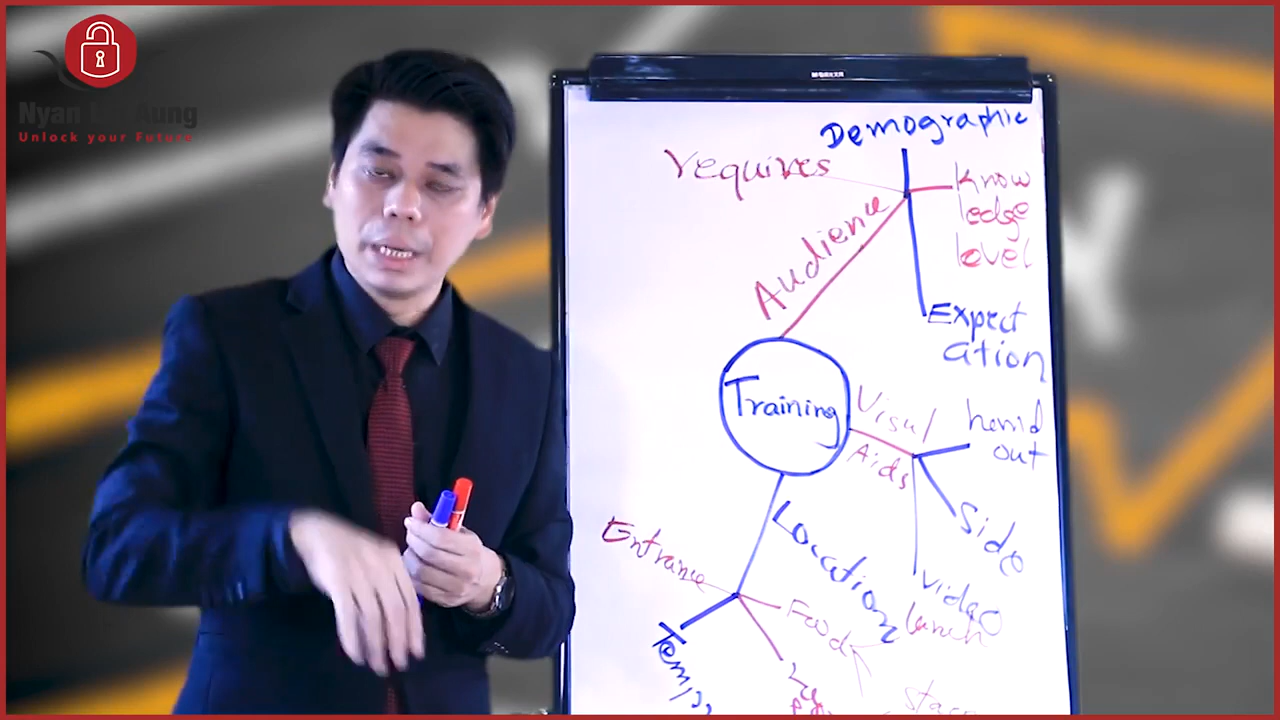 Unlock your Future
Demographic
requires
Know
ledge
level
Audience
Expect
ation
Training
Visul
Aids
hand
out
Side
video
Location
Entrance
Food
lunch